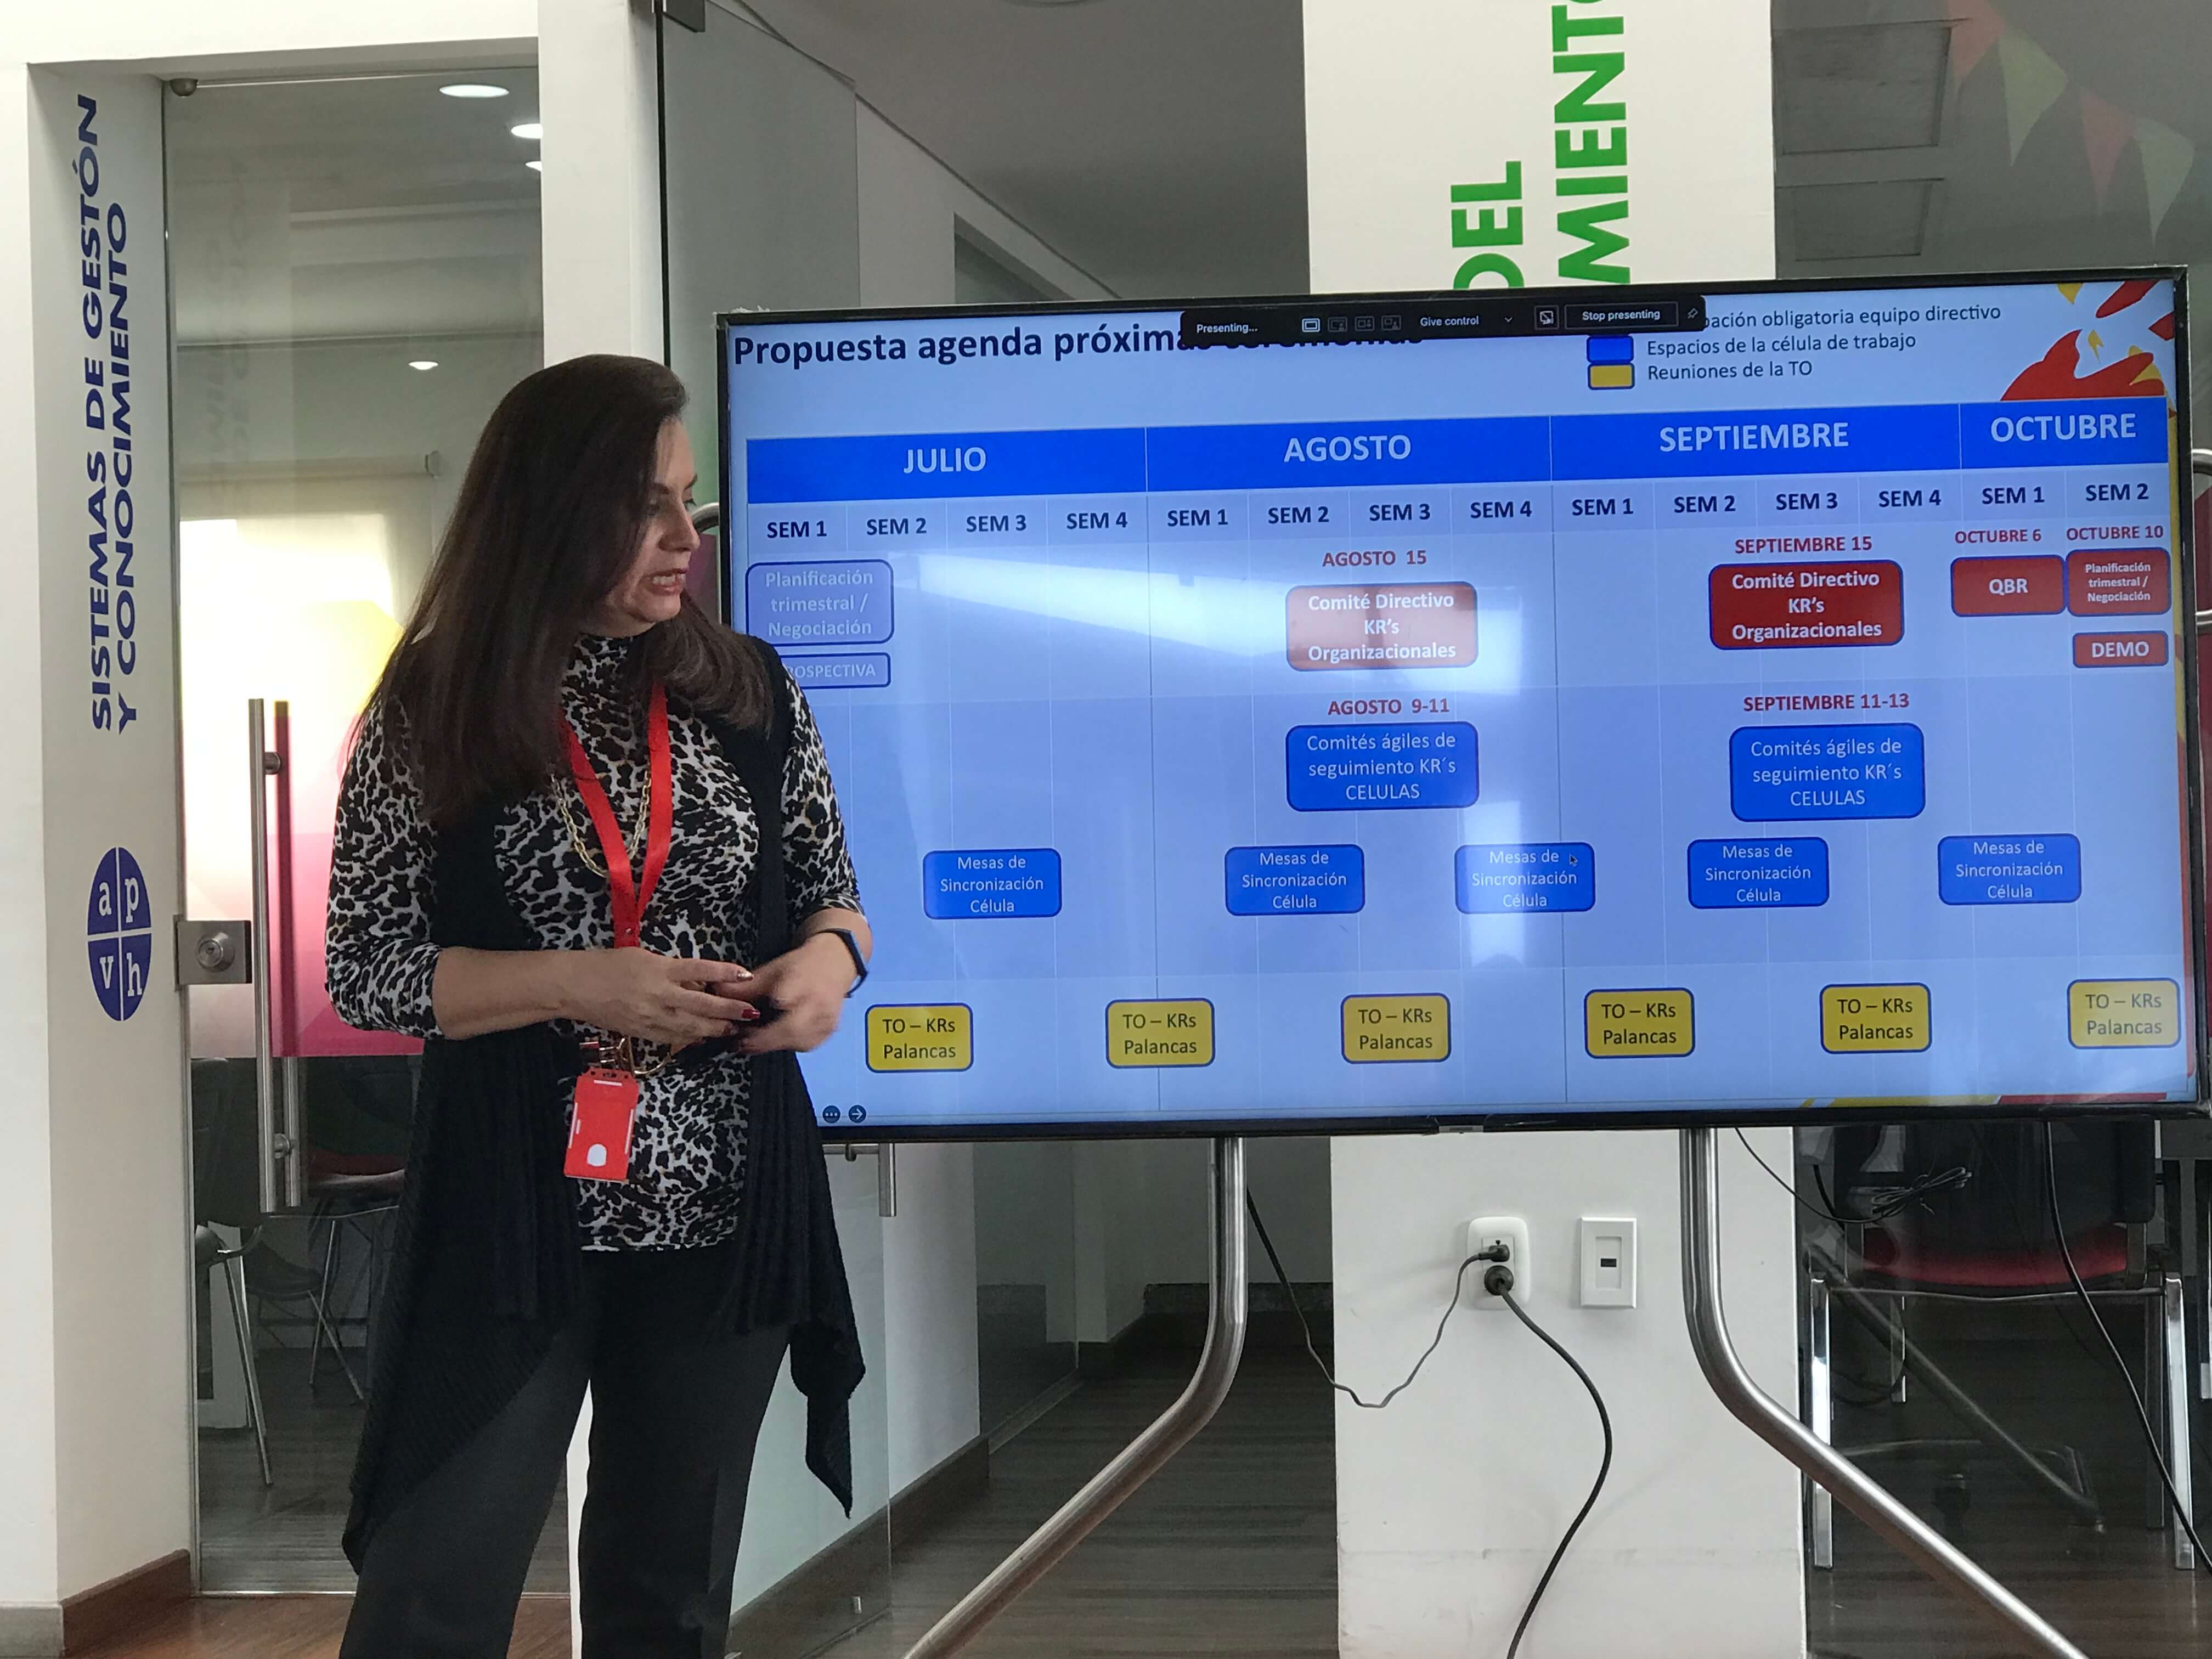 SISTEMAS DE GESTÓN
Y CONOCIMIENTO
a p
v h
DEL
Presenting...
Give control
Stop presenting
Propuesta agenda próximas
obligatoria equipo directivo
Espacios de la célula de trabajo
Reuniones de la TO
JULIO
AGOSTO
SEPTIEMBRE
OCTUBRE
SEM 1
SEM 2
SEM 3
SEM 4
SEM 1
SEM 2
SEM 3
SEM 4
SEM 1
SEM 2
SEM 3
SEM 4
SEM 1
SEM 2
Planificación
trimestral /
Negociación
AGOSTO 15
Comité Directivo
KR’s
Organizacionales
SEPTIEMBRE 15
Comité Directivo
KR’s
Organizacionales
OCTUBRE 6
QBR
OCTUBRE 10
Planificación
trimestral /
Negociación
DEMO
AGOSTO 9-11
Comités ágiles de
seguimiento KR´s
CELULAS
SEPTIEMBRE 11-13
Comités ágiles de
seguimiento KR´s
CELULAS
Mesas de
Sincronización
Célula
Mesas de
Sincronización
Célula
Mesas de
Sincronización
Célula
Mesas de
Sincronización
Célula
Mesas de
Sincronización
Célula
TO – KRs
Palancas
TO – KRs
Palancas
TO – KRs
Palancas
TO – KRs
Palancas
TO – KRs
Palancas
TO – KRs
Palancas